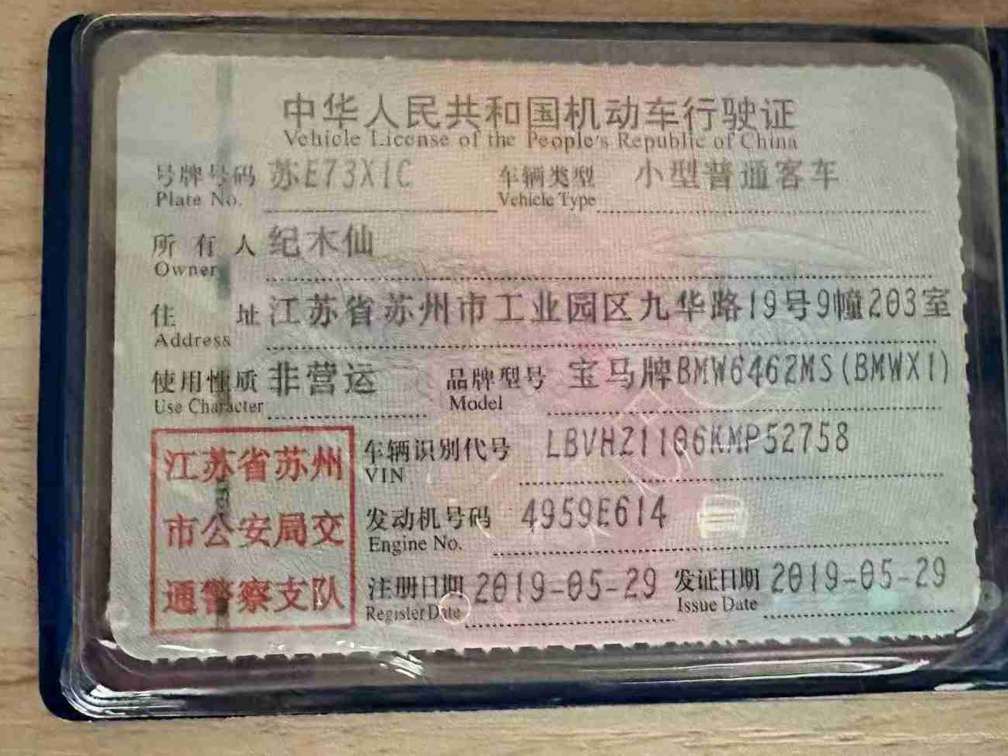 中华人民共和国机动车行驶证
Vehicle License of the People's Republic of China
号牌号码 苏E73X1C 车辆类型 小型普通客车
Plate No. Vehicle Type
所有人 纪木仙
Owner
住址 江苏省苏州市工业园区九华路19号9幢203室
Address
使用性质 非营运 品牌型号 宝马牌BMW6462MS(BMWX1)
Use Character Model
江苏省苏州
市公安局交
通警察支队
车辆识别代号 LBVHZ1106KMP52758
VIN
发动机号码 4959E614
Engine No.
注册日期 2019-05-29 发证日期 2019-05-29
Register Date Issue Date